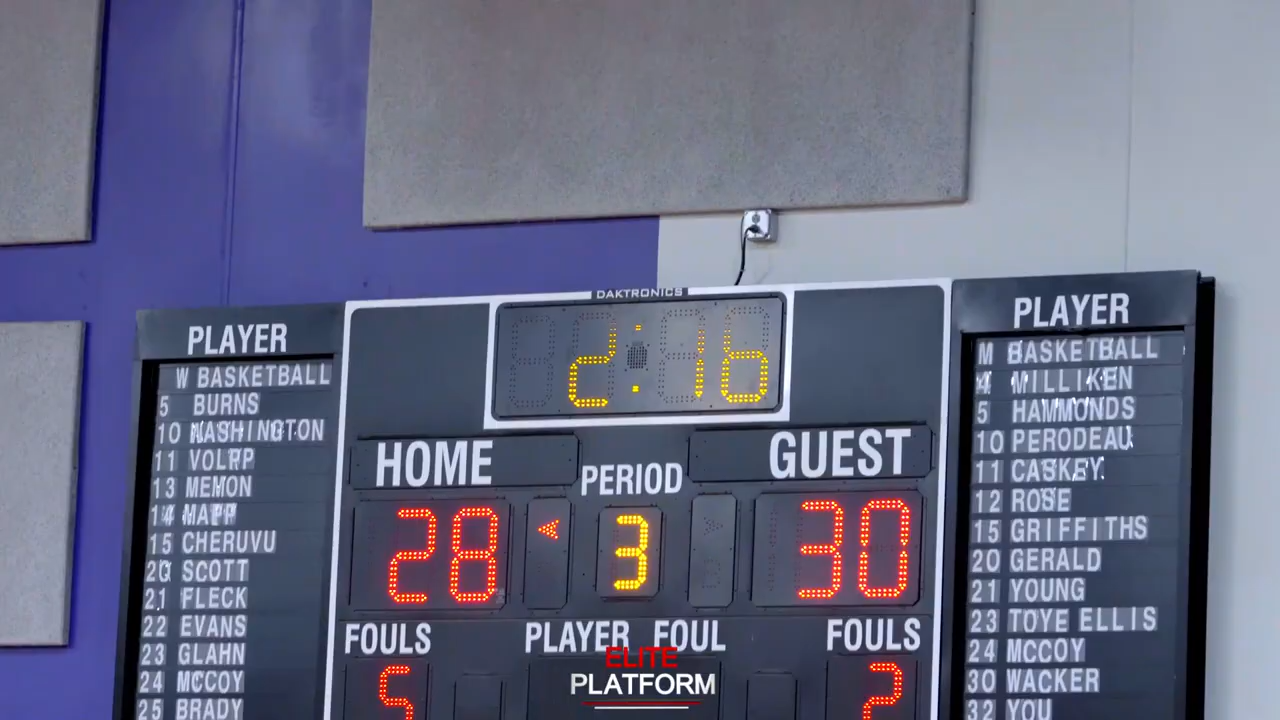 DAKTRONICS
2:16
HOME
GUEST
PERIOD
28
3
30
FOULS
PLAYER FOUL
FOULS
5
2
PLAYER
W BASKETBALL
5 BURNS
10 WASHINGTON
11 VOLPP
13 MEMON
14 MAPP
15 CHERUVU
20 SCOTT
21 FLECK
22 EVANS
23 GLAHN
24 MCCOY
25 BRADY
PLAYER
M BASKETBALL
4 MILLIKEN
5 HAMMONDS
10 PERODEAU
11 CASKEY
12 ROSE
15 GRIFFITHS
20 GERALD
21 YOUNG
23 TOYE ELLIS
24 MCCOY
30 WACKER
32 YOU
ELITE
PLATFORM